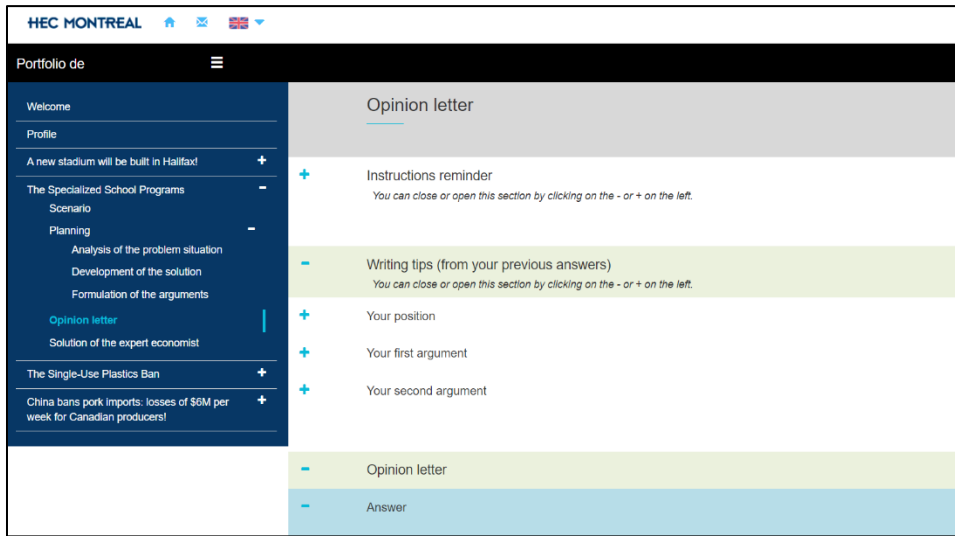 HEC MONTREAL
Portfolio de
Welcome
Profile
A new stadium will be built in Halifax!
The Specialized School Programs
Scenario
Planning
Analysis of the problem situation
Development of the solution
Formulation of the arguments
Opinion letter
Solution of the expert economist
The Single-Use Plastics Ban
China bans pork imports: losses of $6M per
week for Canadian producers!
Opinion letter
Instructions reminder
You can close or open this section by clicking on the - or + on the left.
Writing tips (from your previous answers)
You can close or open this section by clicking on the - or + on the left.
Your position
Your first argument
Your second argument
Opinion letter
Answer